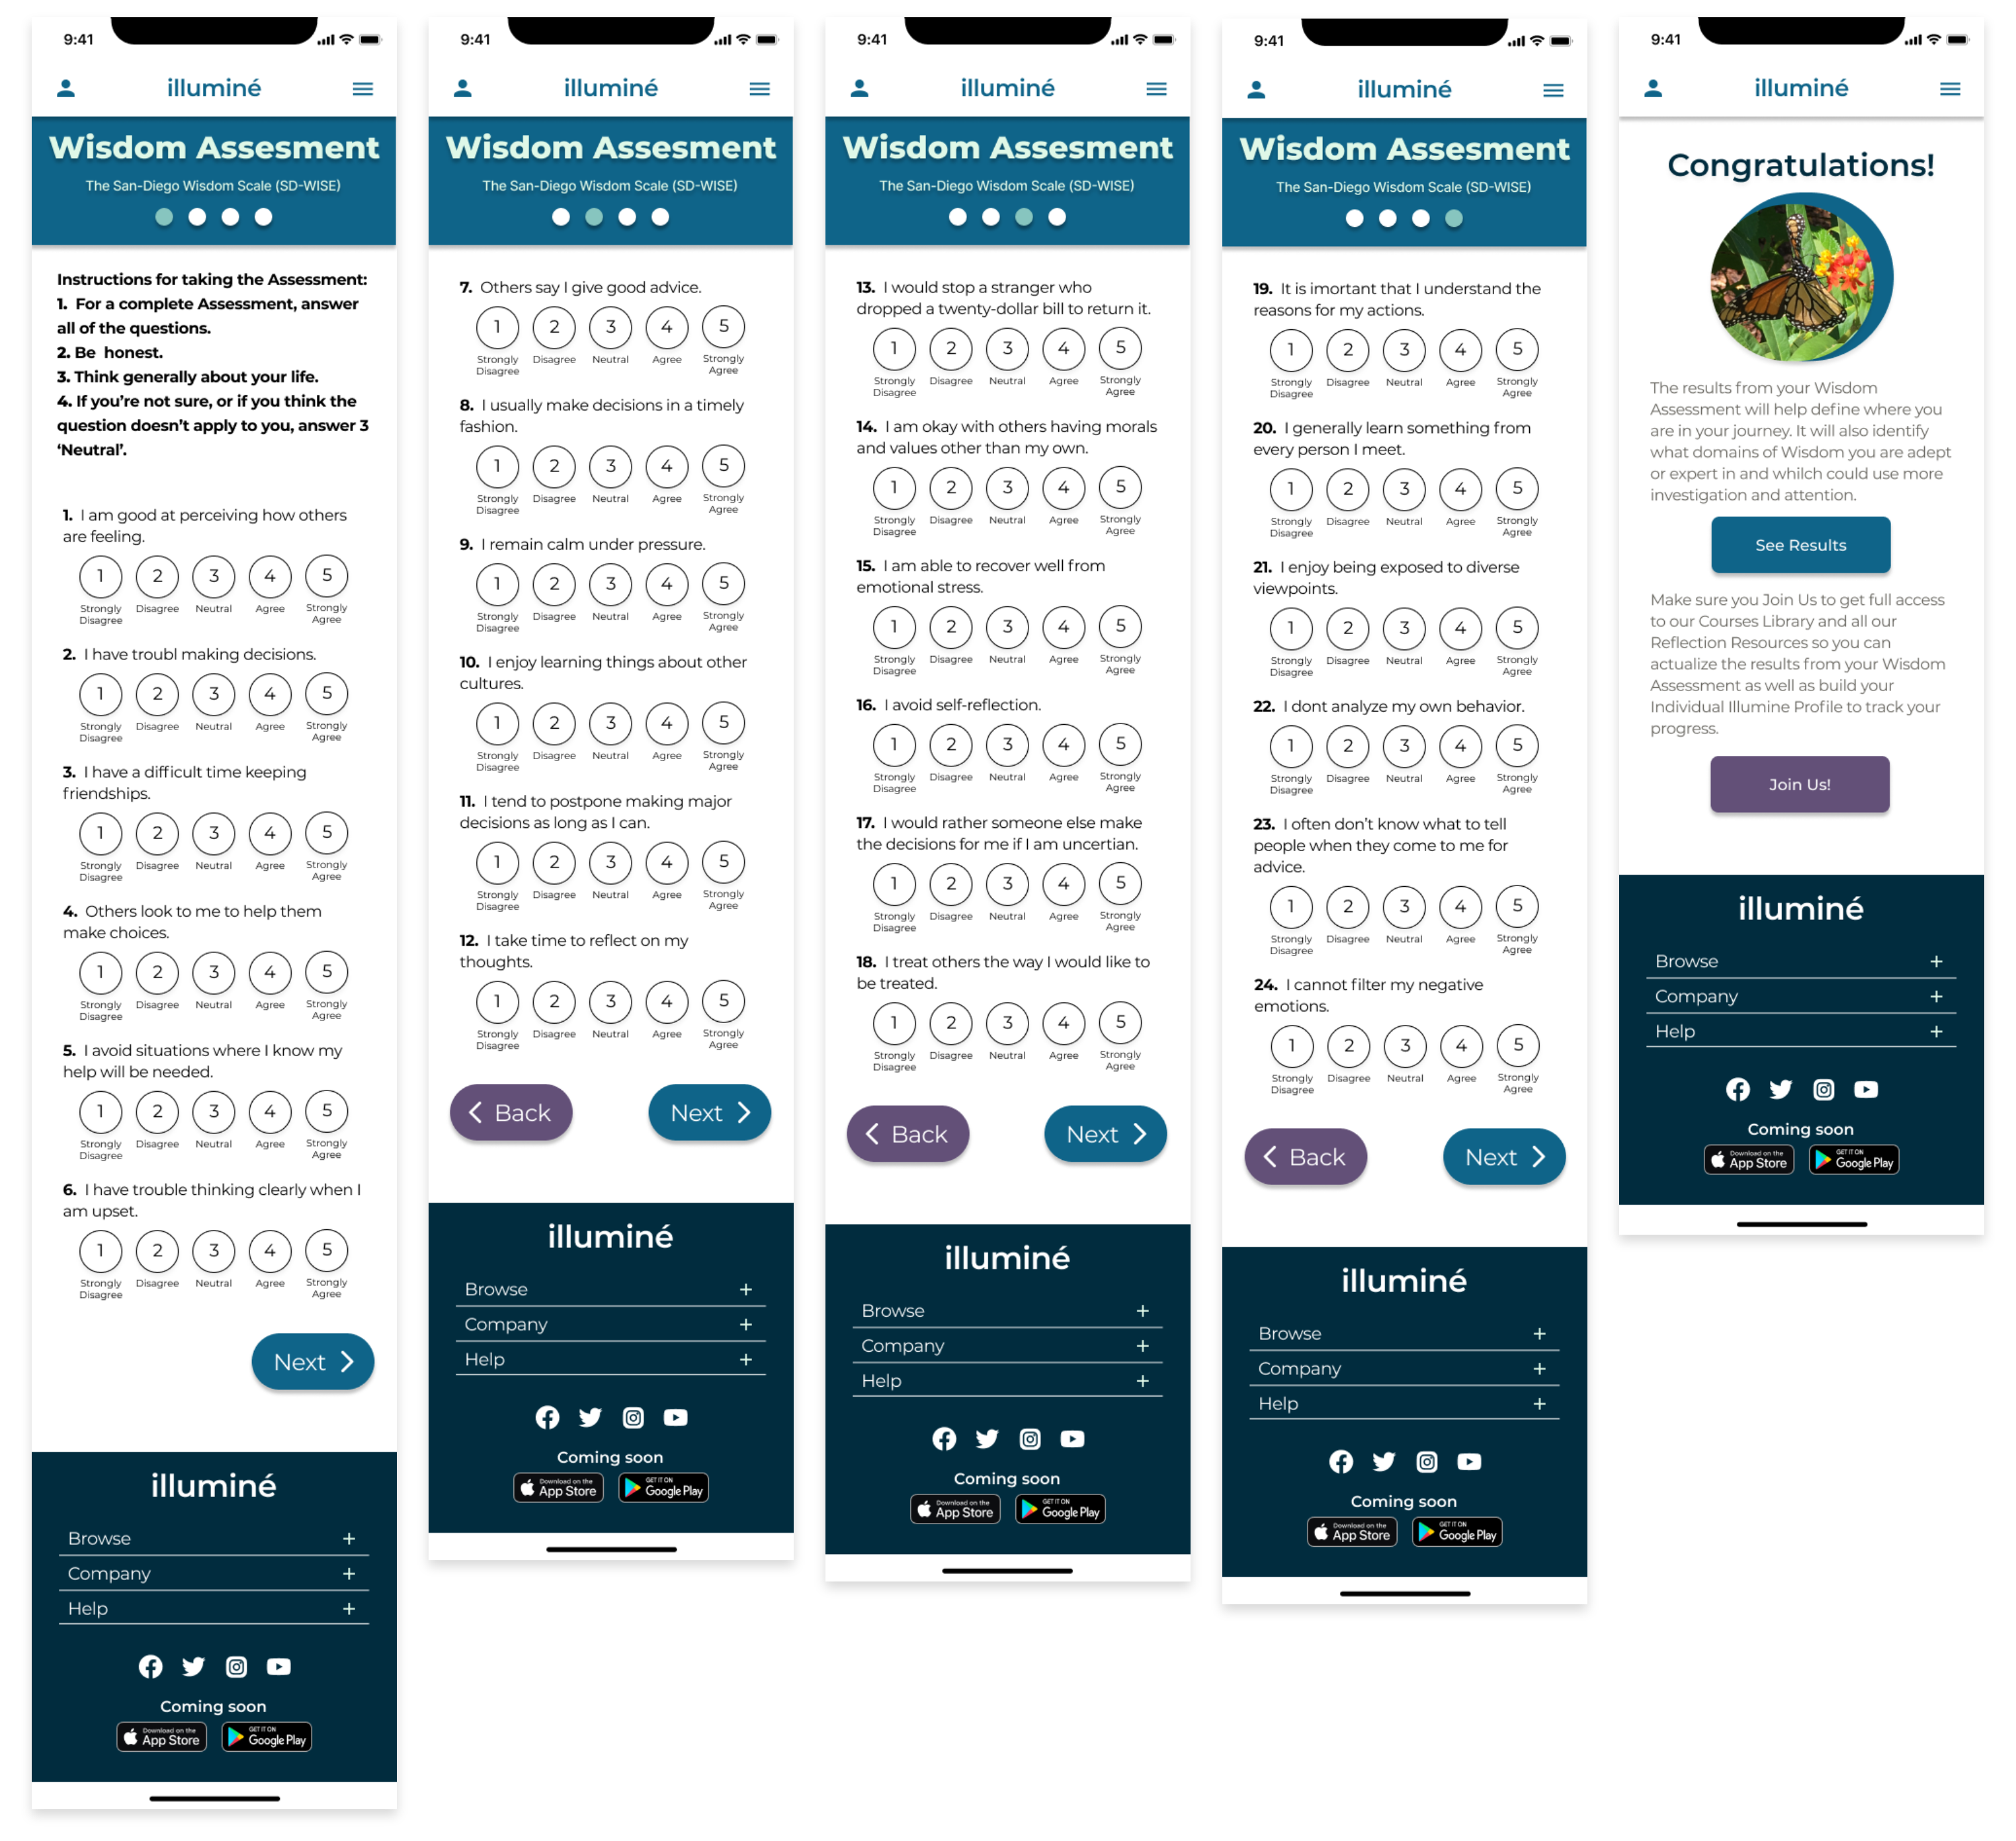 9:41
illuminé
Wisdom Assesment
The San-Diego Wisdom Scale (SD-WISE)
Instructions for taking the Assessment:
1. For a complete Assessment, answer
all of the questions.
2. Be honest.
3. Think generally about your life.
4. If you're not sure, or if you think the
question doesn't apply to you, answer 3
'Neutral'.
1. I am good at perceiving how others
are feeling.
1 2 3 4 5
Strongly Disagree Neutral Agree Strongly
Disagree Agree
2. I have troubl making decisions.
1 2 3 4 5
Strongly Disagree Neutral Agree Strongly
Disagree Agree
3. I have a difficult time keeping
friendships.
1 2 3 4 5
Strongly Disagree Neutral Agree Strongly
Disagree Agree
4. Others look to me to help them
make choices.
1 2 3 4 5
Strongly Disagree Neutral Agree Strongly
Disagree Agree
5. I avoid situations where I know my
help will be needed.
1 2 3 4 5
Strongly Disagree Neutral Agree Strongly
Disagree Agree
6. I have trouble thinking clearly when I
am upset.
1 2 3 4 5
Strongly Disagree Neutral Agree Strongly
Disagree Agree
Next
illuminé
Browse +
Company +
Help +
Coming soon
Download on the GET IT ON
App Store Google Play
9:41
illuminé
Wisdom Assesment
The San-Diego Wisdom Scale (SD-WISE)
7. Others say I give good advice.
1 2 3 4 5
Strongly Disagree Neutral Agree Strongly
Disagree Agree
8. I usually make decisions in a timely
fashion.
1 2 3 4 5
Strongly Disagree Neutral Agree Strongly
Disagree Agree
9. I remain calm under pressure.
1 2 3 4 5
Strongly Disagree Neutral Agree Strongly
Disagree Agree
10. I enjoy learning things about other
cultures.
1 2 3 4 5
Strongly Disagree Neutral Agree Strongly
Disagree Agree
11. I tend to postpone making major
decisions as long as I can.
1 2 3 4 5
Strongly Disagree Neutral Agree Strongly
Disagree Agree
12. I take time to reflect on my
thoughts.
1 2 3 4 5
Strongly Disagree Neutral Agree Strongly
Disagree Agree
Back Next
illuminé
Browse +
Company +
Help +
Coming soon
Download on the GET IT ON
App Store Google Play
9:41
illuminé
Wisdom Assesment
The San-Diego Wisdom Scale (SD-WISE)
13. I would stop a stranger who
dropped a twenty-dollar bill to return it.
1 2 3 4 5
Strongly Disagree Neutral Agree Strongly
Disagree Agree
14. I am okay with others having morals
and values other than my own.
1 2 3 4 5
Strongly Disagree Neutral Agree Strongly
Disagree Agree
15. I am able to recover well from
emotional stress.
1 2 3 4 5
Strongly Disagree Neutral Agree Strongly
Disagree Agree
16. I avoid self-reflection.
1 2 3 4 5
Strongly Disagree Neutral Agree Strongly
Disagree Agree
17. I would rather someone else make
the decisions for me if I am uncertian.
1 2 3 4 5
Strongly Disagree Neutral Agree Strongly
Disagree Agree
18. I treat others the way I would like to
be treated.
1 2 3 4 5
Strongly Disagree Neutral Agree Strongly
Disagree Agree
Back Next
illuminé
Browse +
Company +
Help +
Coming soon
Download on the GET IT ON
App Store Google Play
9:41
illuminé
Wisdom Assesment
The San-Diego Wisdom Scale (SD-WISE)
19. It is imortant that I understand the
reasons for my actions.
1 2 3 4 5
Strongly Disagree Neutral Agree Strongly
Disagree Agree
20. I generally learn something from
every person I meet.
1 2 3 4 5
Strongly Disagree Neutral Agree Strongly
Disagree Agree
21. I enjoy being exposed to diverse
viewpoints.
1 2 3 4 5
Strongly Disagree Neutral Agree Strongly
Disagree Agree
22. I dont analyze my own behavior.
1 2 3 4 5
Strongly Disagree Neutral Agree Strongly
Disagree Agree
23. I often don't know what to tell
people when they come to me for
advice.
1 2 3 4 5
Strongly Disagree Neutral Agree Strongly
Disagree Agree
24. I cannot filter my negative
emotions.
1 2 3 4 5
Strongly Disagree Neutral Agree Strongly
Disagree Agree
Back Next
illuminé
Browse +
Company +
Help +
Coming soon
Download on the GET IT ON
App Store Google Play
9:41
illuminé
Congratulations!
The results from your Wisdom
Assessment will help define where you
are in your journey. It will also identify
what domains of Wisdom you are adept
or expert in and whilch could use more
investigation and attention.
See Results
Make sure you Join Us to get full access
to our Courses Library and all our
Reflection Resources so you can
actualize the results from your Wisdom
Assessment as well as build your
Individual Illumine Profile to track your
progress.
Join Us!
illuminé
Browse +
Company +
Help +
Coming soon
Download on the GET IT ON
App Store Google Play